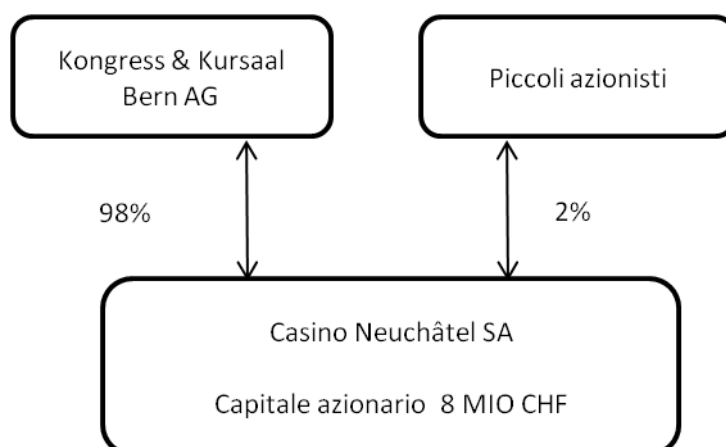 Kongress & Kursaal
Bern AG
Piccoli azionisti
98%
2%
Casino Neuchâtel SA
Capitale azionario 8 MIO CHF